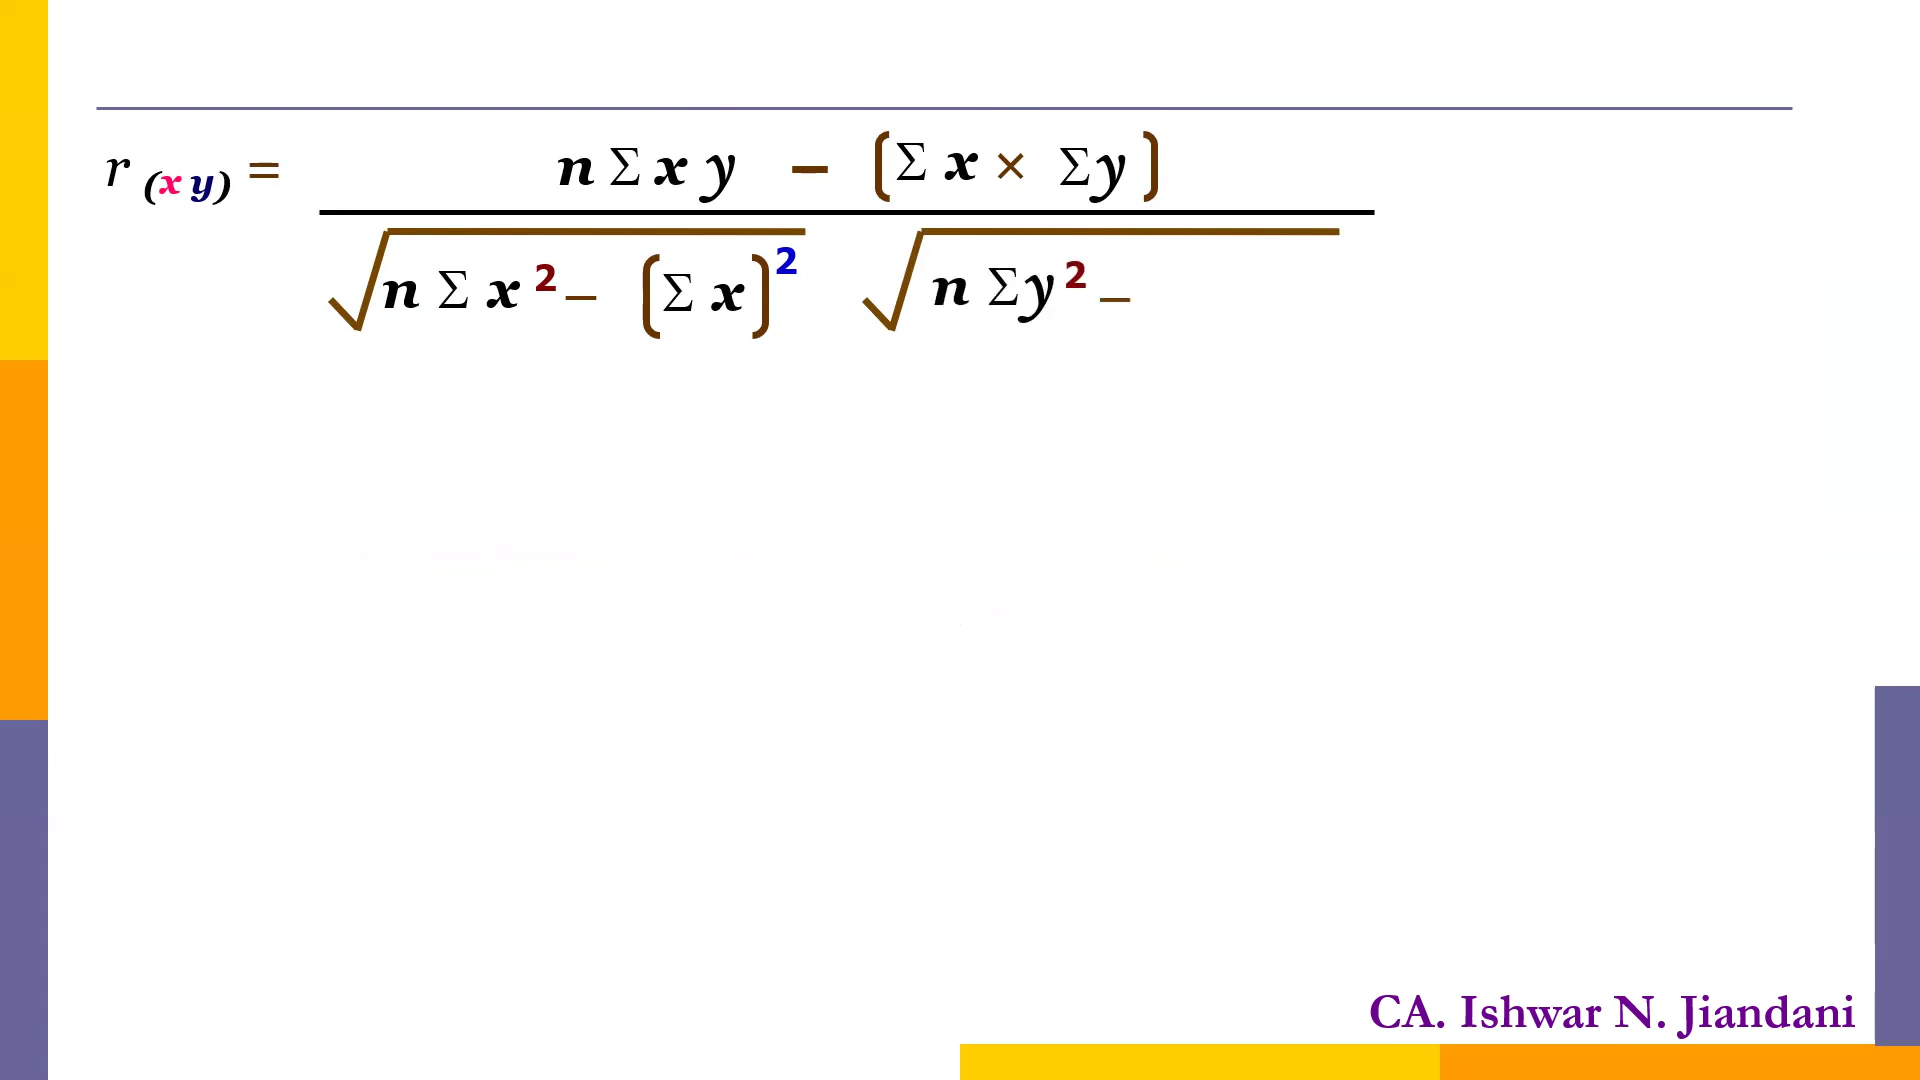 r (x y) = n Σ x y – (Σ x × Σy)
√ n Σ x ² – (Σ x)² √ n Σy ² –
CA. Ishwar N. Jiandani